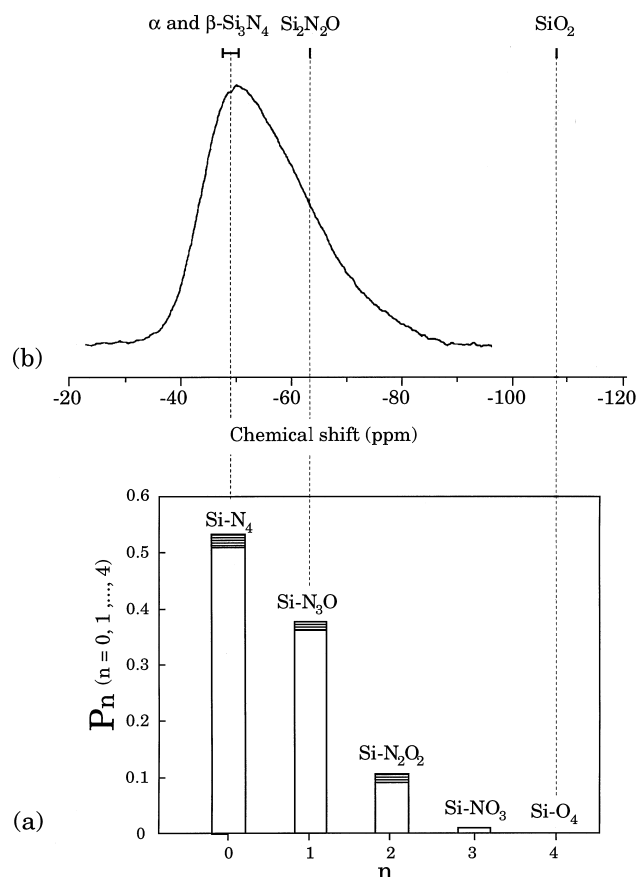 α and β-Si₃N₄ Si₂N₂O SiO₂
(b)
-20 -40 -60 -80 -100 -120
Chemical shift (ppm)
0.6
Si-N₄
0.5
Si-N₃O
0.4
0.3
Pn (n = 0, 1 ,..., 4)
0.2
Si-N₂O₂
0.1
Si-NO₃ Si-O₄
(a)
0
0 1 2 3 4
n